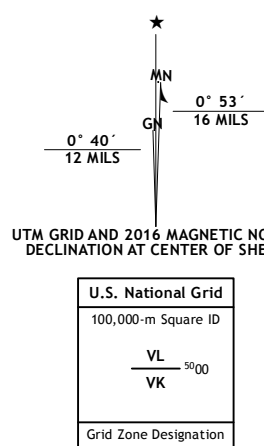 ★
MN
0° 53´
16 MILS
GN
0° 40´
12 MILS
UTM GRID AND 2016 MAGNETIC NO
DECLINATION AT CENTER OF SHE
U.S. National Grid
100,000-m Square ID
VL
5000
VK
Grid Zone Designation